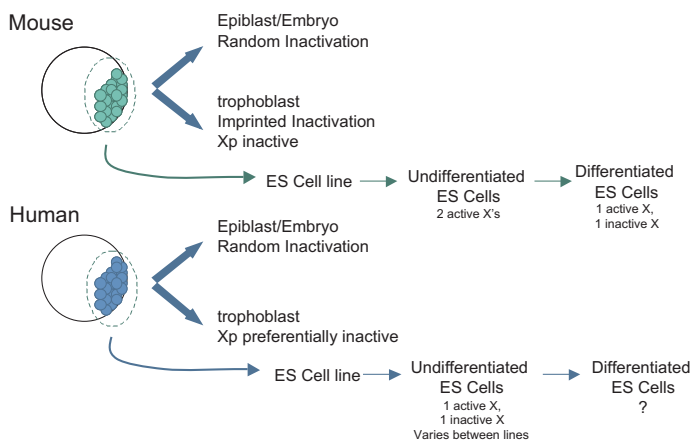 Mouse
Epiblast/Embryo
Random Inactivation
trophoblast
Imprinted Inactivation
Xp inactive
ES Cell line
Undifferentiated
ES Cells
2 active X's
Differentiated
ES Cells
1 active X,
1 inactive X
Human
Epiblast/Embryo
Random Inactivation
trophoblast
Xp preferentially inactive
ES Cell line
Undifferentiated
ES Cells
1 active X,
1 inactive X
Varies between lines
Differentiated
ES Cells
?